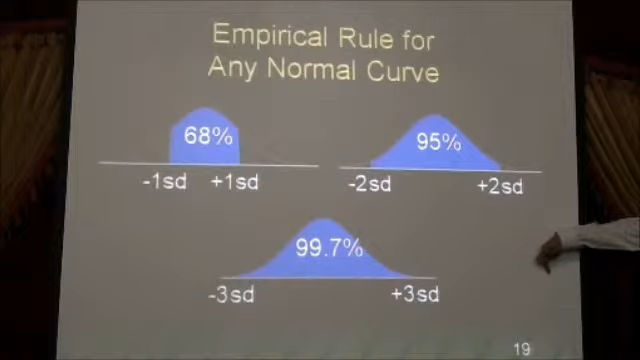 Empirical Rule for
Any Normal Curve
68%
-1sd +1sd
95%
-2sd +2sd
99.7%
-3sd +3sd
19